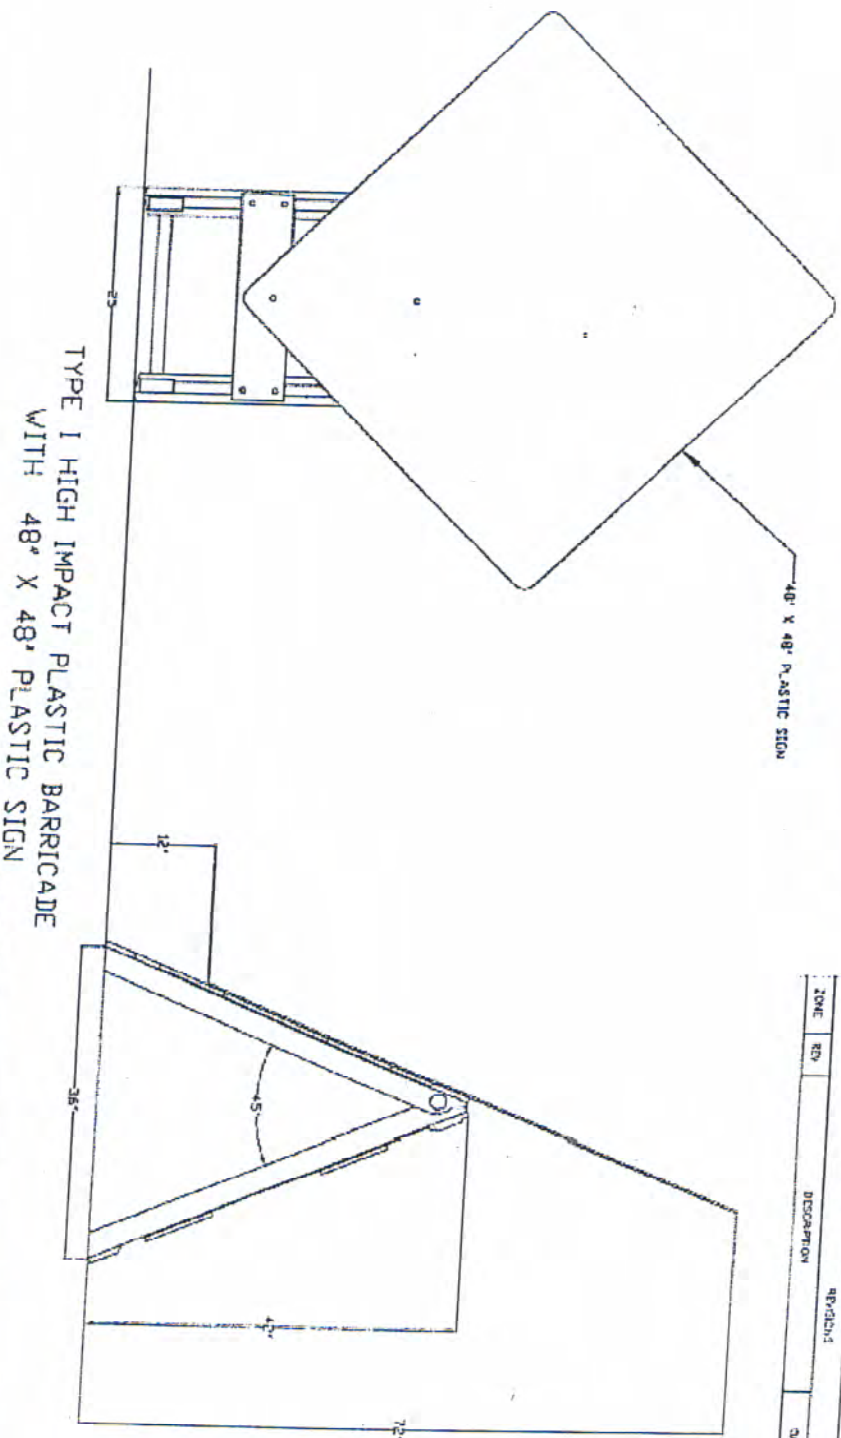 REVISIONS
ZONE REV DESCRIPTION
48" X 48" PLASTIC SIGN
25
12"
45
36"
72"
TYPE I HIGH IMPACT PLASTIC BARRICADE
WITH 48" X 48" PLASTIC SIGN